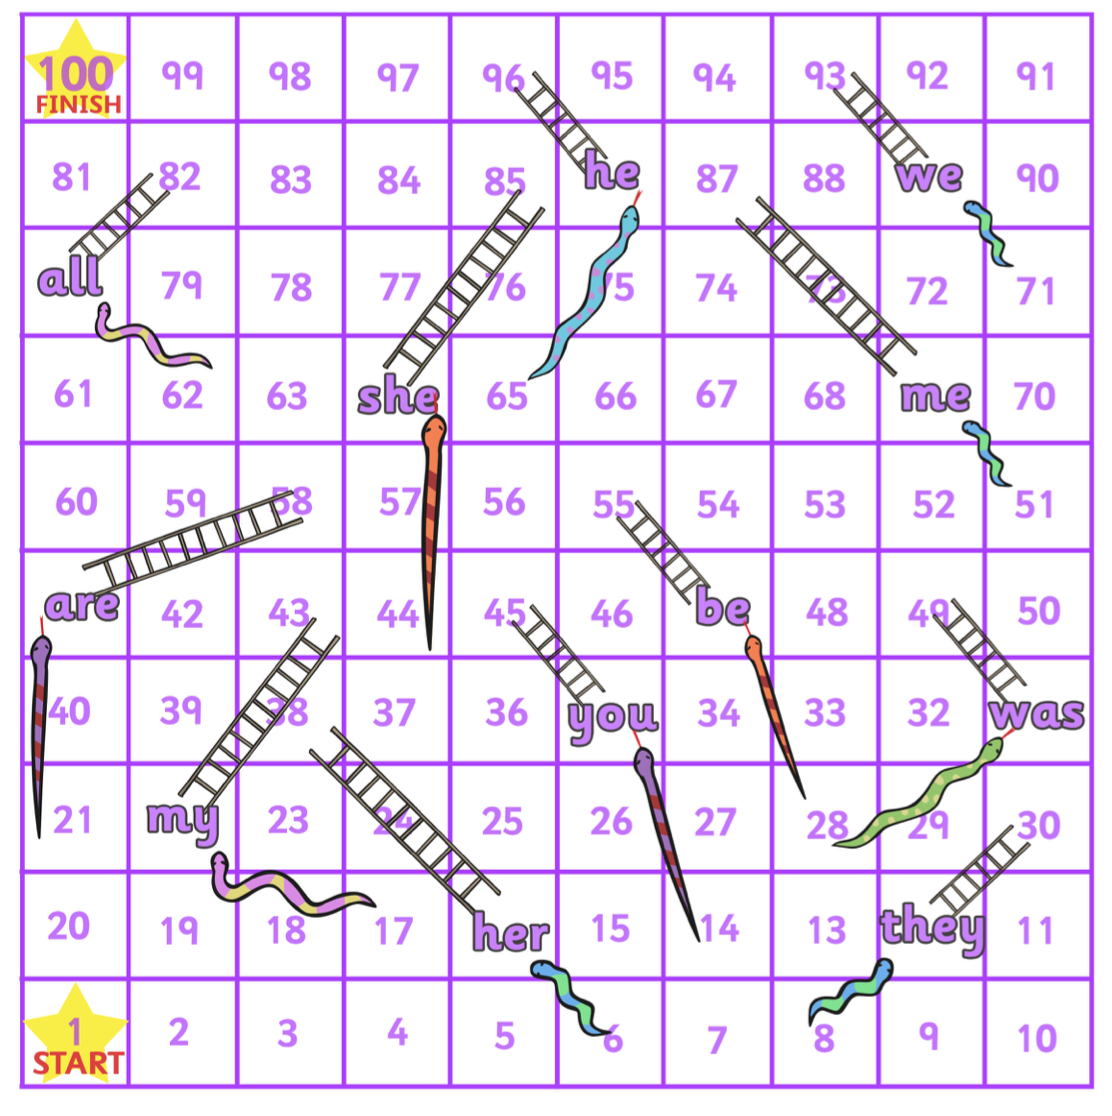 100 99 98 97 96 95 94 93 92 91
FINISH
81 82 83 84 85 he 87 88 we 90
all 79 78 77 76 75 74 73 72 71
61 62 63 she 65 66 67 68 me 70
60 59 58 57 56 55 54 53 52 51
are 42 43 44 45 46 be 48 49 50
40 39 38 37 36 you 34 33 32 was
21 my 23 24 25 26 27 28 29 30
20 19 18 17 her 15 14 13 they 11
1 2 3 4 5 6 7 8 9 10
START